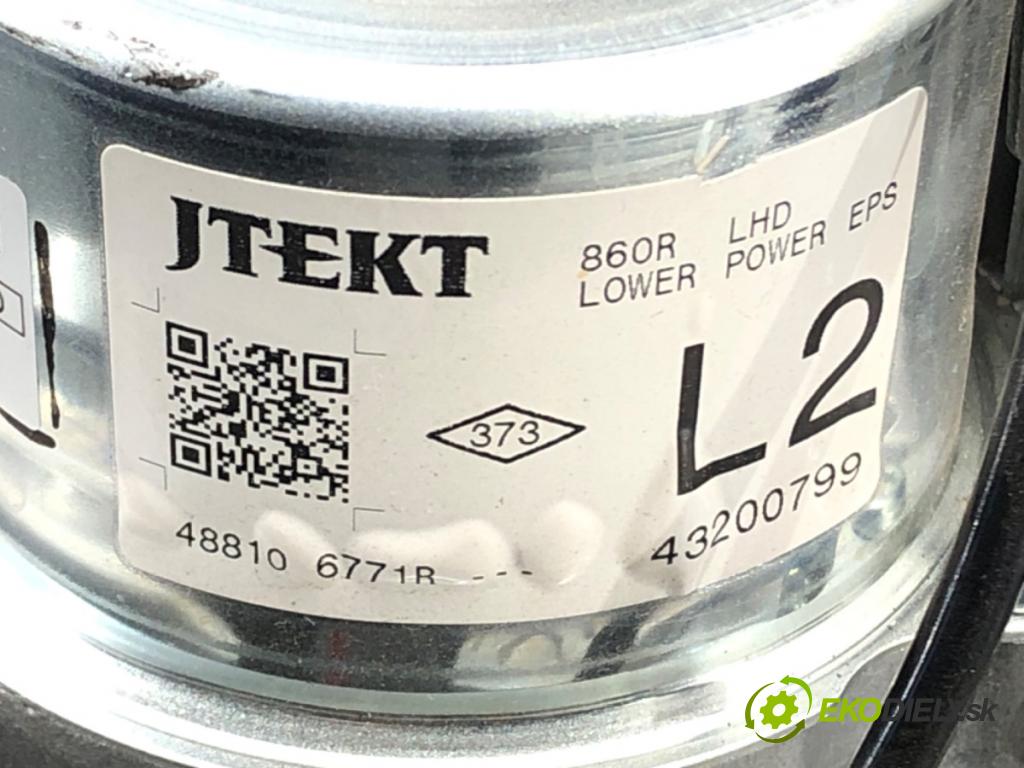 JTEKT
860R LHD
LOWER POWER EPS
L2
373
48810 6771R ---
43200799
EKODIELY.sk